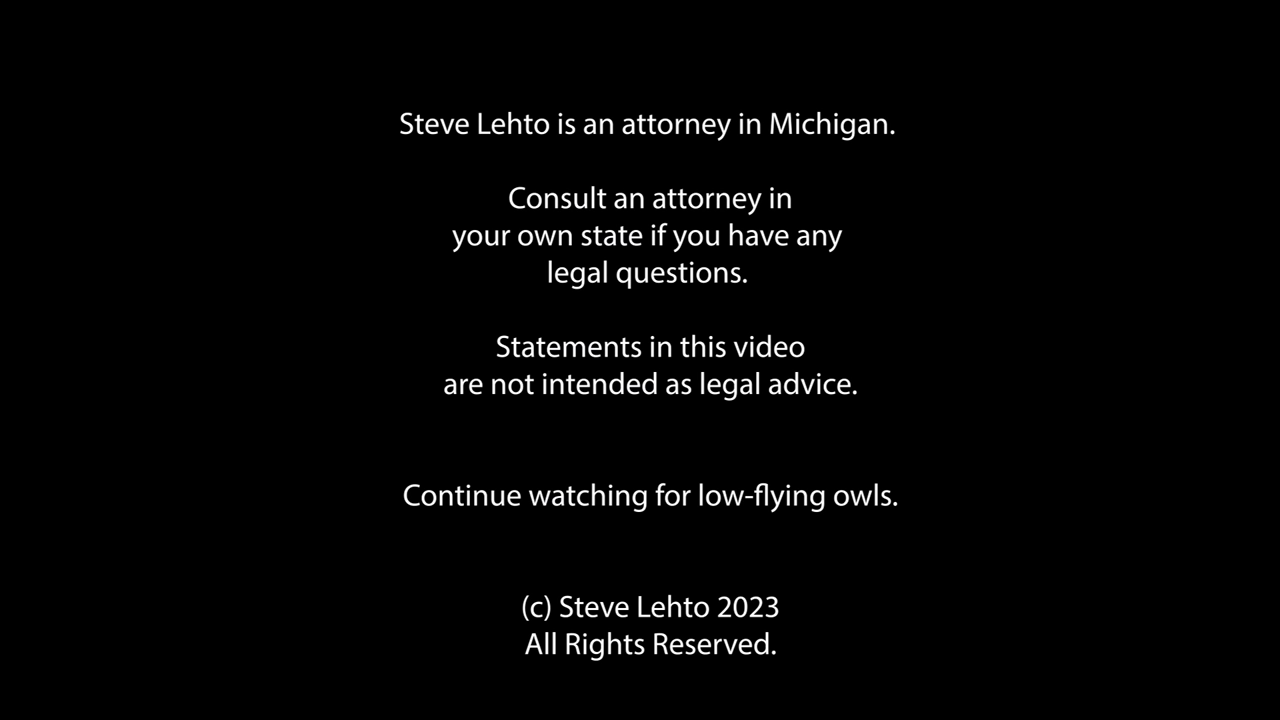 Steve Lehto is an attorney in Michigan.
Consult an attorney in
your own state if you have any
legal questions.
Statements in this video
are not intended as legal advice.
Continue watching for low-flying owls.
(c) Steve Lehto 2023
All Rights Reserved.